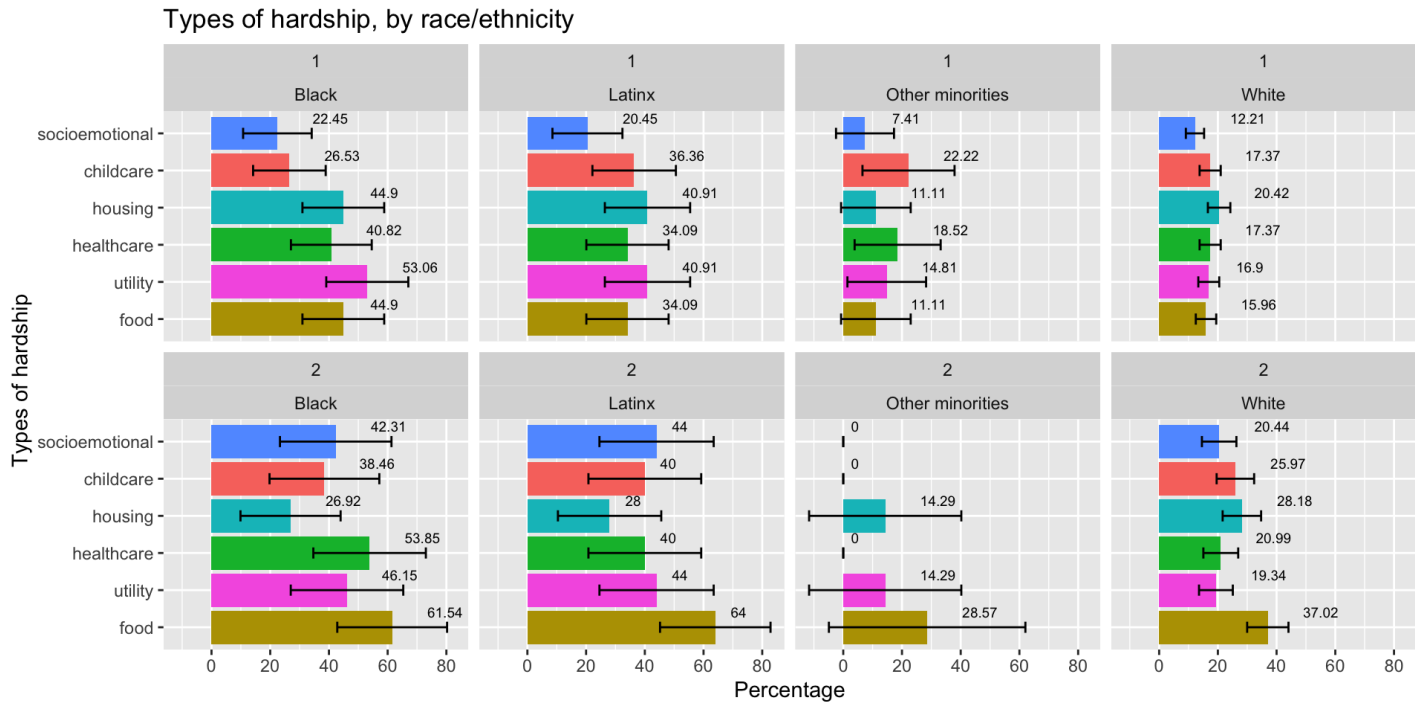 Types of hardship, by race/ethnicity
1 1 1 1
Black Latinx Other minorities White
socioemotional 22.45 20.45 7.41 12.21
childcare 26.53 36.36 22.22 17.37
housing 44.9 40.91 11.11 20.42
healthcare 40.82 34.09 18.52 17.37
utility 53.06 40.91 14.81 16.9
food 44.9 34.09 11.11 15.96
Types of hardship
2 2 2 2
Black Latinx Other minorities White
socioemotional 42.31 44 0 20.44
childcare 38.46 40 0 25.97
housing 26.92 28 14.29 28.18
healthcare 53.85 40 0 20.99
utility 46.15 44 14.29 19.34
food 61.54 64 28.57 37.02
0 20 40 60 80 0 20 40 60 80 0 20 40 60 80 0 20 40 60 80
Percentage